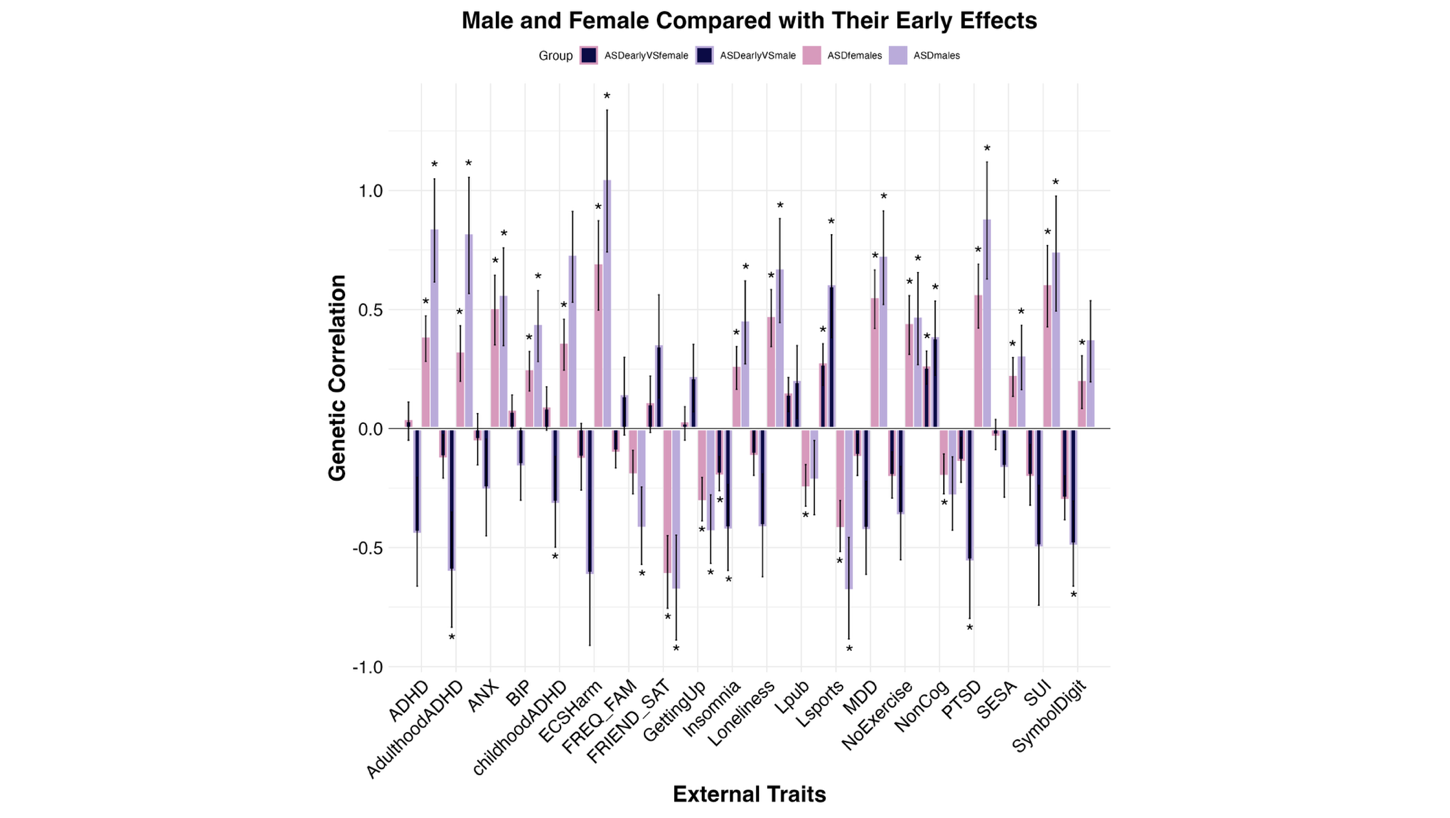 Male and Female Compared with Their Early Effects
Group ASDearlyVSfemale ASDearlyVSmale ASDfemales ASDmales
Genetic Correlation
1.0
0.5
0.0
-0.5
-1.0
ADHD
AdulthoodADHD
ANX
BIP
childhoodADHD
ECSHarm
FREQ_FAM
FRIEND_SAT
GettingUp
Insomnia
Loneliness
Lpub
Lsports
MDD
NoExercise
NonCog
PTSD
SESA
SUI
SymbolDigit
External Traits